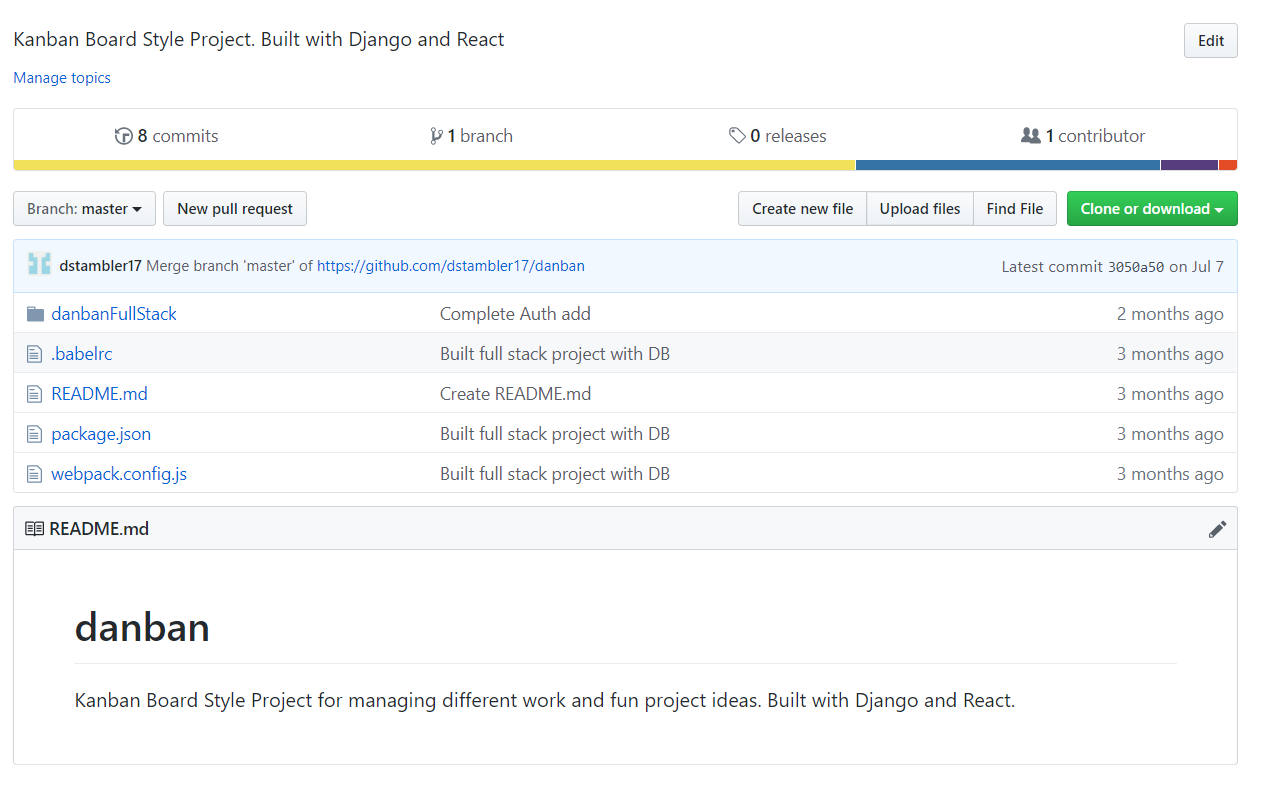 Kanban Board Style Project. Built with Django and React Edit
Manage topics
8 commits 1 branch 0 releases 1 contributor
Branch: master New pull request Create new file Upload files Find File Clone or download
dstambler17 Merge branch 'master' of https://github.com/dstambler17/danban Latest commit 3050a50 on Jul 7
danbanFullStack Complete Auth add 2 months ago
.babelrc Built full stack project with DB 3 months ago
README.md Create README.md 3 months ago
package.json Built full stack project with DB 3 months ago
webpack.config.js Built full stack project with DB 3 months ago
README.md
danban
Kanban Board Style Project for managing different work and fun project ideas. Built with Django and React.